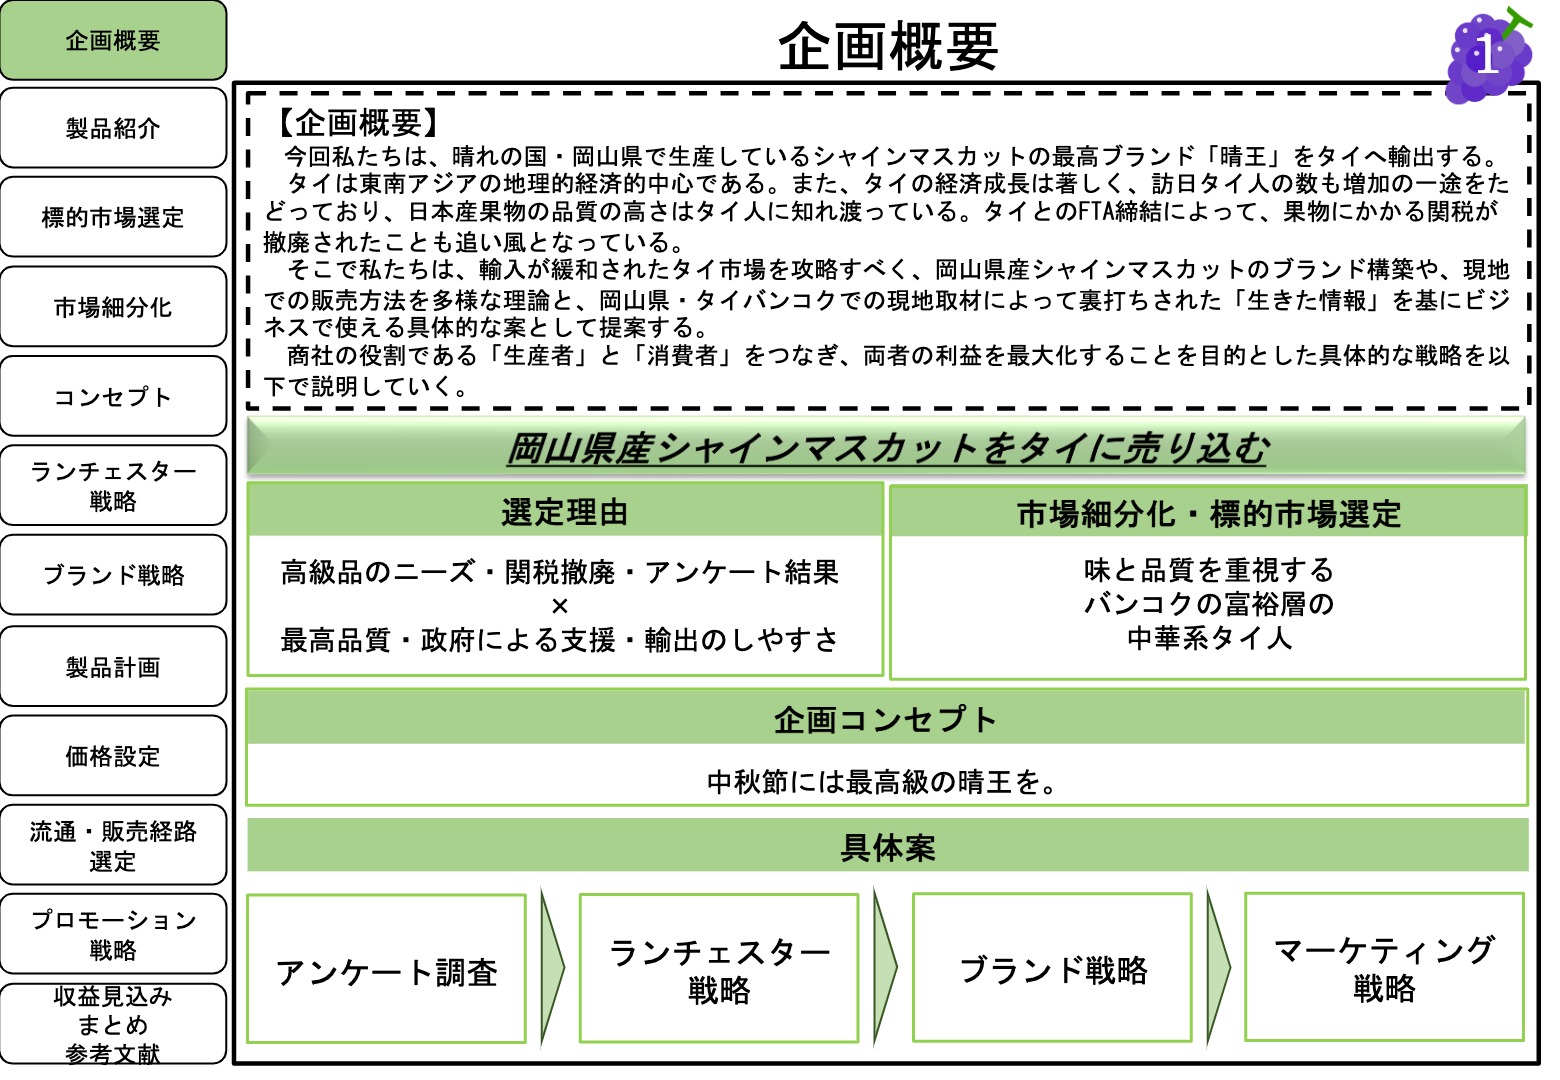 企画概要
製品紹介
標的市場選定
市場細分化
コンセプト
ランチェスター
戦略
ブランド戦略
製品計画
価格設定
流通・販売経路
選定
プロモーション
戦略
収益見込み
まとめ
参考文献
企画概要
1
【企画概要】
今回私たちは、晴れの国・岡山県で生産しているシャインマスカットの最高ブランド「晴王」をタイへ輸出する。
タイは東南アジアの地理的経済的中心である。また、タイの経済成長は著しく、訪日タイ人の数も増加の一途をた
どっており、日本産果物の品質の高さはタイ人に知れ渡っている。タイとのFTA締結によって、果物にかかる関税が
撤廃されたことも追い風となっている。
そこで私たちは、輸入が緩和されたタイ市場を攻略すべく、岡山県産シャインマスカットのブランド構築や、現地
での販売方法を多様な理論と、岡山県・タイバンコクでの現地取材によって裏打ちされた「生きた情報」を基にビジ
ネスで使える具体的な案として提案する。
商社の役割である「生産者」と「消費者」をつなぎ、両者の利益を最大化することを目的とした具体的な戦略を以
下で説明していく。
岡山県産シャインマスカットをタイに売り込む
選定理由
高級品のニーズ・関税撤廃・アンケート結果
×
最高品質・政府による支援・輸出のしやすさ
市場細分化・標的市場選定
味と品質を重視する
バンコクの富裕層の
中華系タイ人
企画コンセプト
中秋節には最高級の晴王を。
具体案
アンケート調査
ランチェスター
戦略
ブランド戦略
マーケティング
戦略